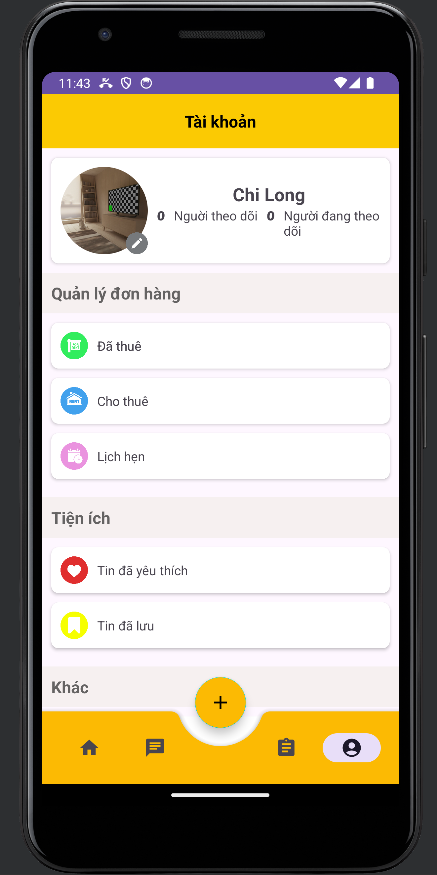 11:43
Tài khoản
Chi Long
0 Người theo dõi 0 Người đang theo
dõi
Quản lý đơn hàng
Đã thuê
Cho thuê
Lịch hẹn
Tiện ích
Tin đã yêu thích
Tin đã lưu
Khác